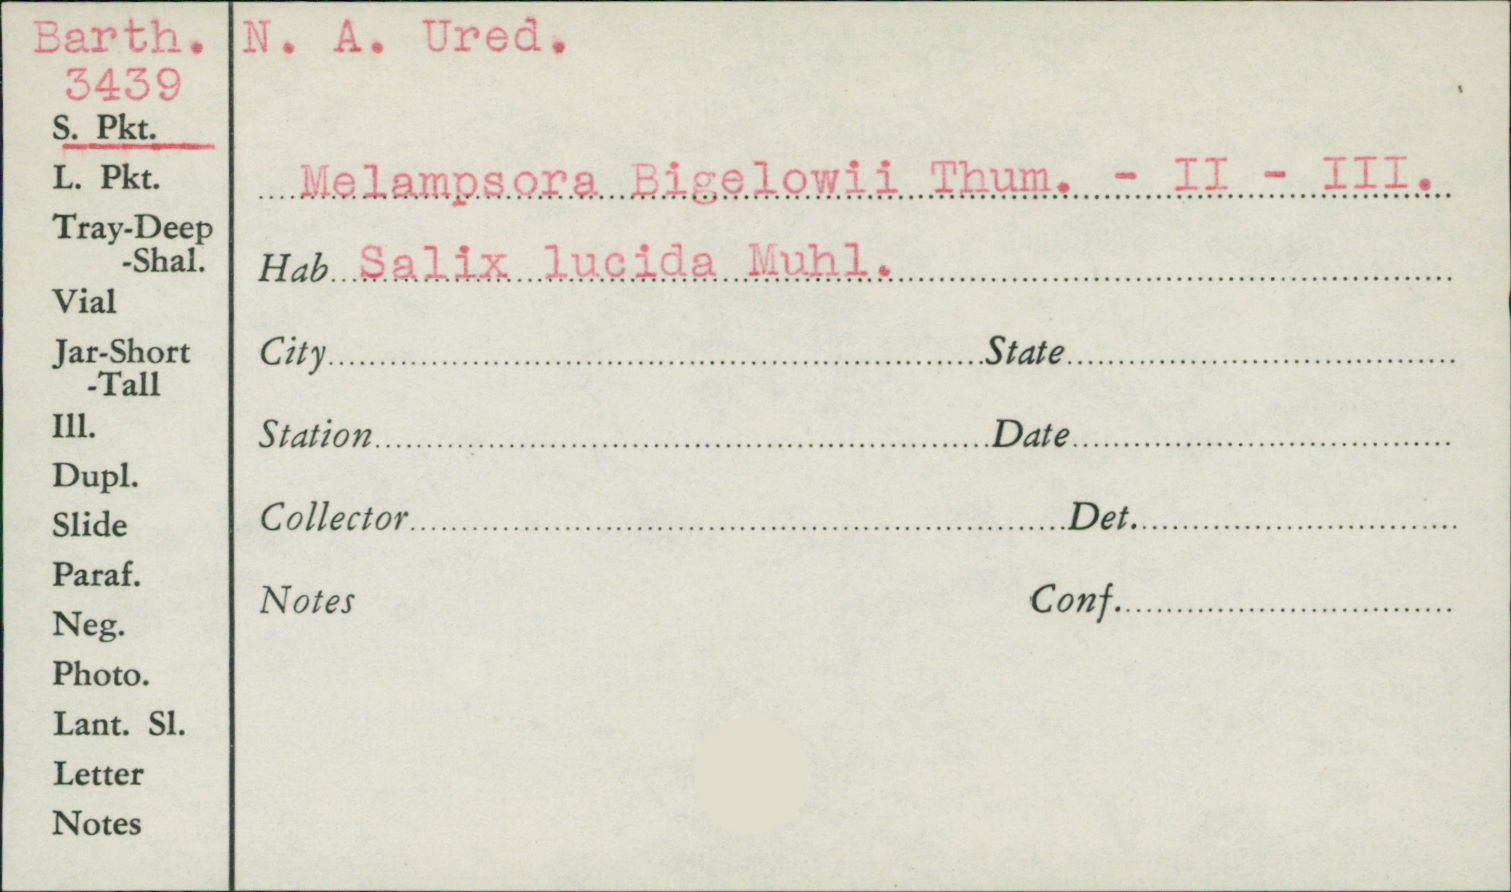 Barth. N. A. Ured.
3439
S. Pkt.
L. Pkt.
Tray-Deep
-Shal.
Vial
Jar-Short
-Tall
Ill.
Dupl.
Slide
Paraf.
Neg.
Photo.
Lant. Sl.
Letter
Notes
Melampsora Bigelowii Thum. - II - III.
Hab. Salix lucida Muhl.
City State
Station Date
Collector Det.
Notes Conf.